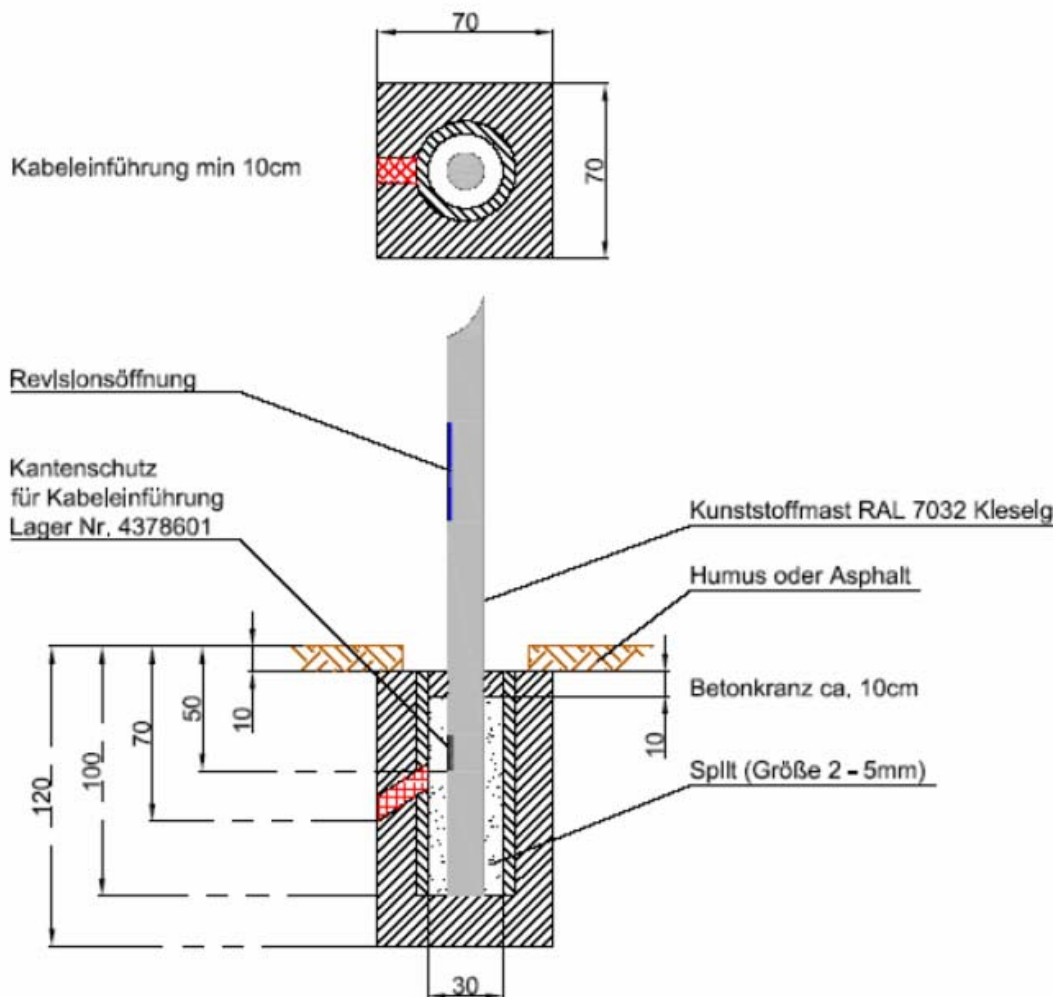 70
70
Kabeleinführung min 10cm
Revisionsöffnung
Kantenschutz
für Kabeleinführung
Lager Nr. 4378601
Kunststoffmast RAL 7032 Kieselg
Humus oder Asphalt
Betonkranz ca. 10cm
Splitt (Größe 2 - 5mm)
120
100
70
50
10
10
30